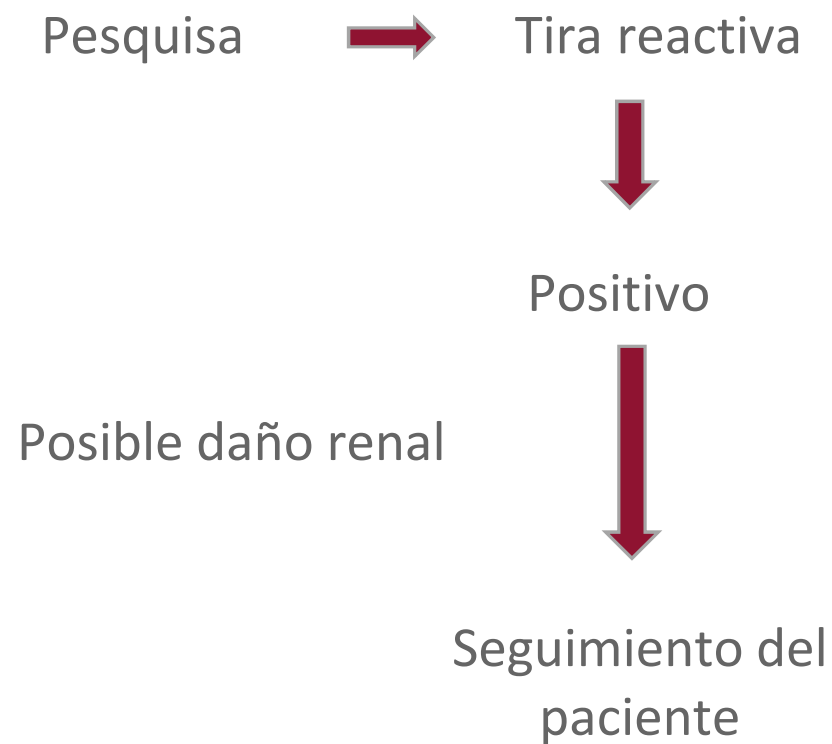 Pesquisa
Tira reactiva
Positivo
Posible daño renal
Seguimiento del
paciente